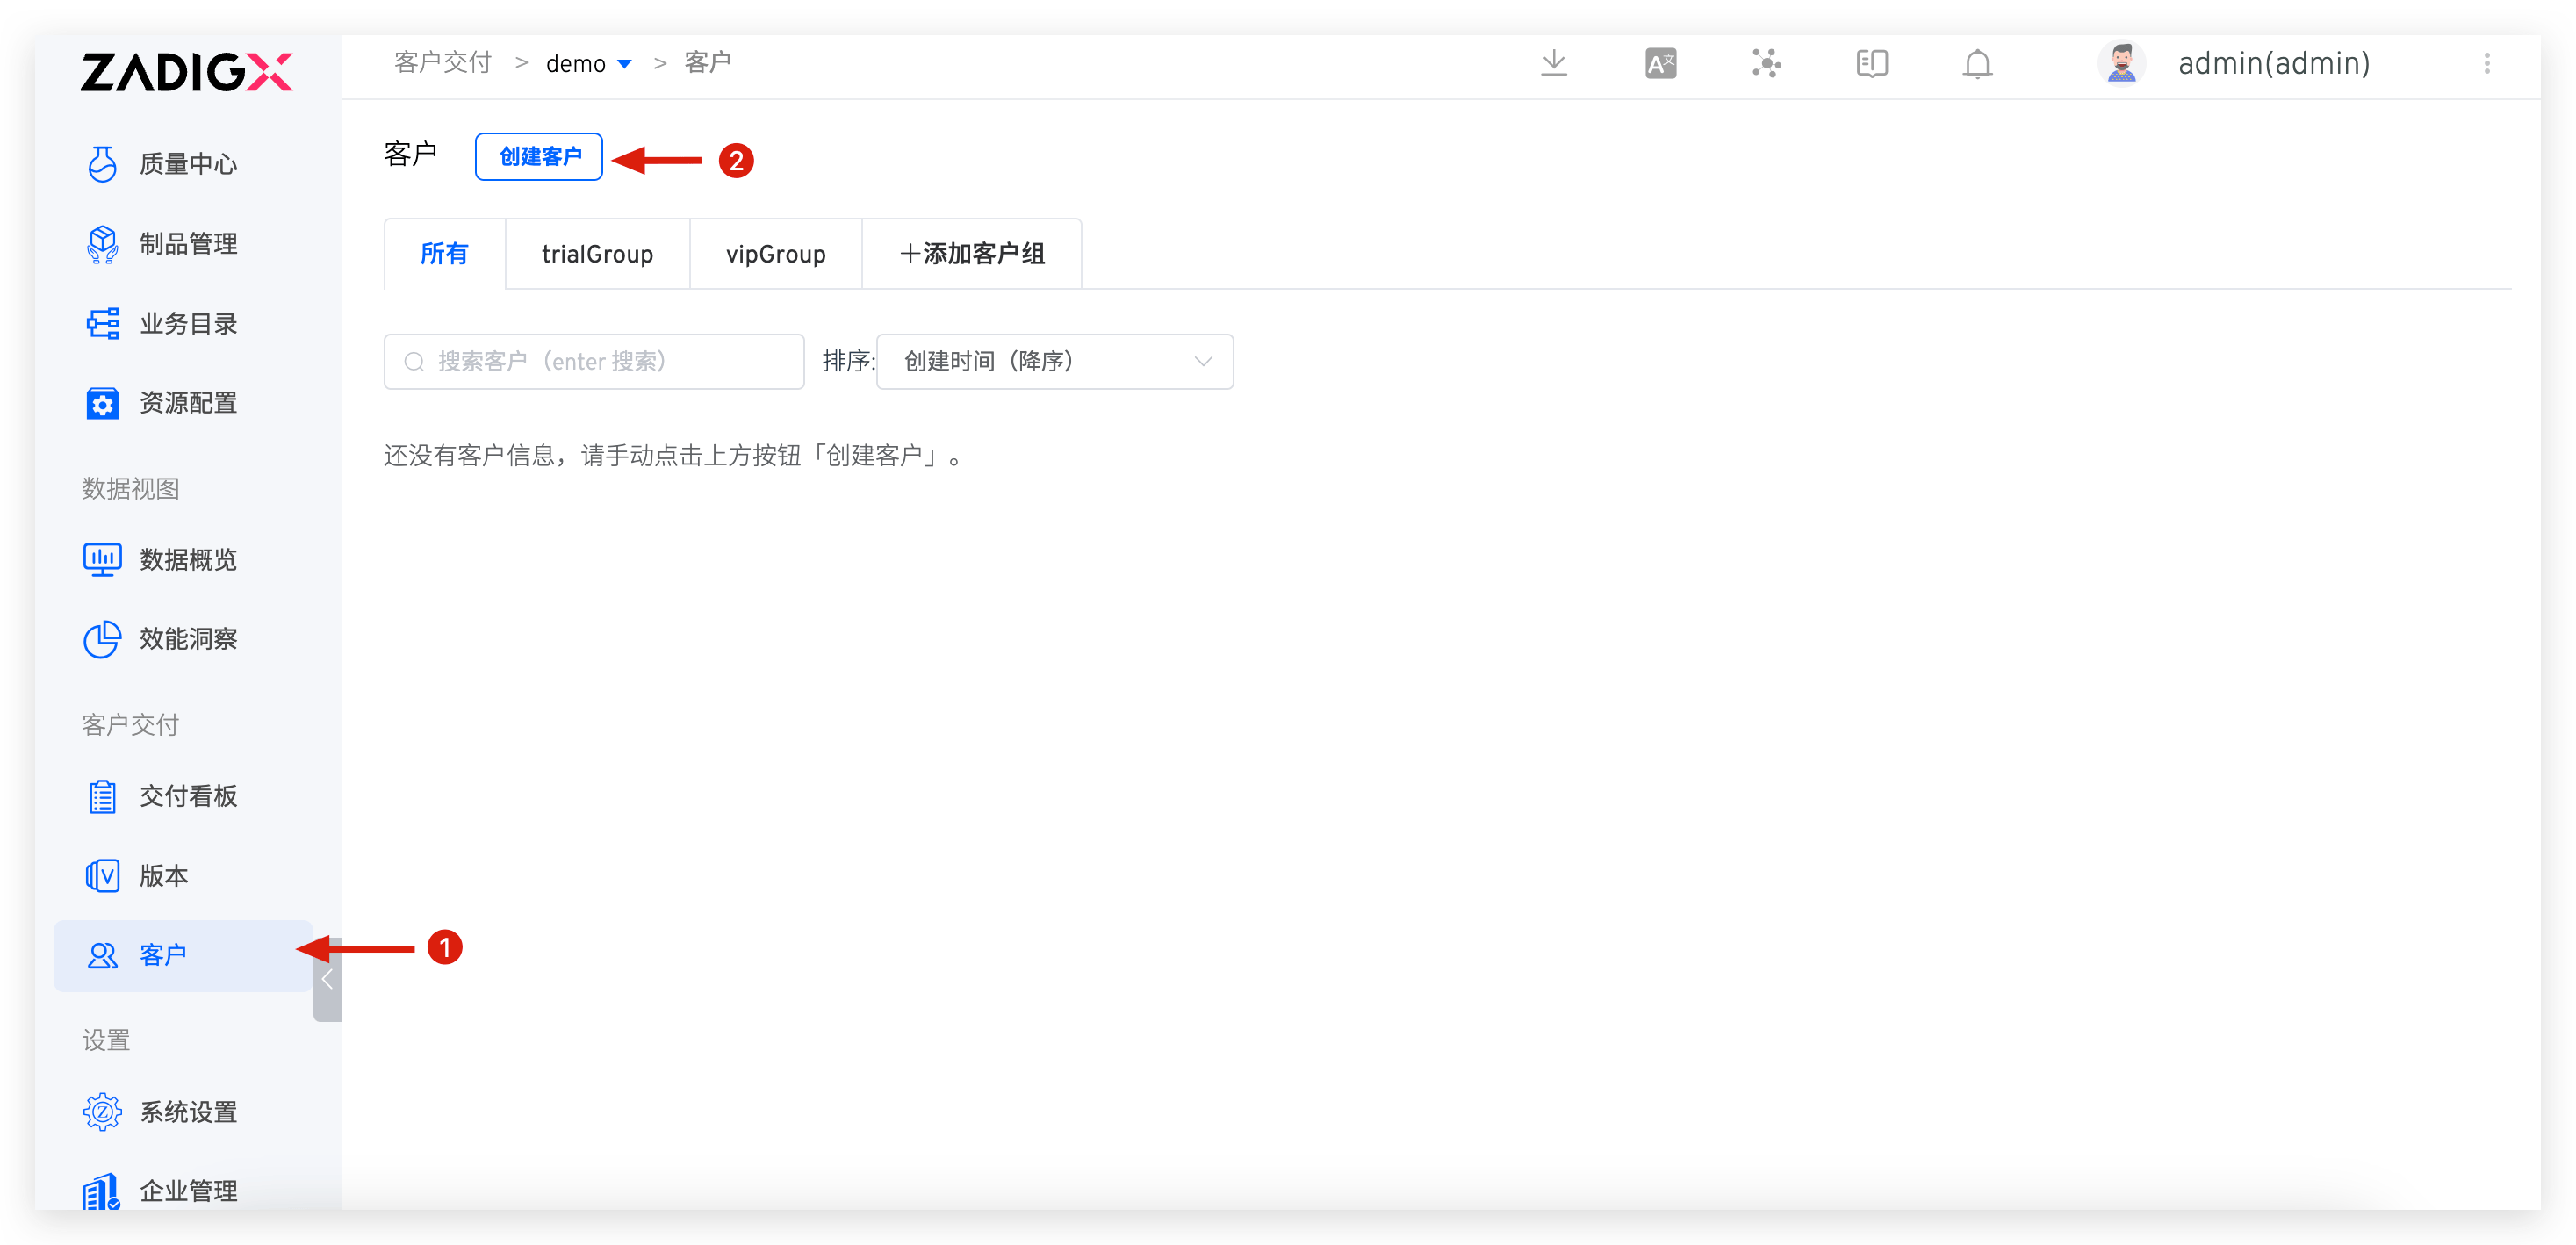 ZADIGX
质量中心
制品管理
业务目录
资源配置
数据视图
数据概览
效能洞察
客户交付
交付看板
版本
客户
1
设置
系统设置
企业管理
客户交付 > demo > 客户
A文
admin(admin)
客户 创建客户 2
所有 trialGroup vipGroup +添加客户组
搜索客户（enter 搜索） 排序: 创建时间（降序）
还没有客户信息，请手动点击上方按钮「创建客户」。